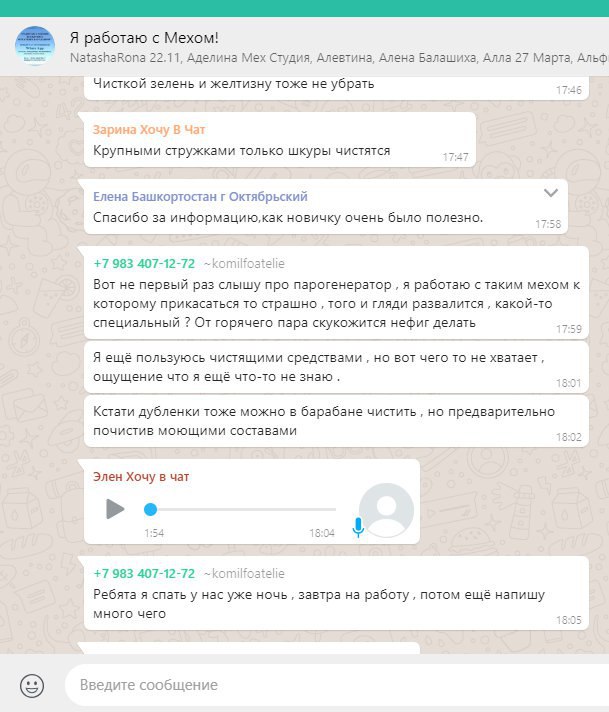 Я работаю с Мехом!
NatashaRona 22.11, Аделина Мех Студия, Алевтина, Алена Балашиха, Алла 27 Марта, Альф
Чисткой зелень и желтизну тоже не убрать
17:46
Зарина Хочу В Чат
Крупными стружками только шкуры чистятся
17:47
Елена Башкортостан г Октябрьский
Спасибо за информацию,как новичку очень было полезно.
17:58
+7 983 407-12-72 ~komilfoatelie
Вот не первый раз слышу про парогенератор , я работаю с таким мехом к
которому прикасаться то страшно , того и гляди развалится , какой-то
специальный ? От горячего пара скукожится нефиг делать
17:59
Я ещё пользуюсь чистящими средствами , но вот чего то не хватает ,
ощущение что я ещё что-то не знаю .
18:01
Кстати дубленки тоже можно в барабане чистить , но предварительно
почистив моющими составами
18:02
Элен Хочу в чат
1:54
18:04
+7 983 407-12-72 ~komilfoatelie
Ребята я спать у нас уже ночь , завтра на работу , потом ещё напишу
много чего
18:05
Введите сообщение